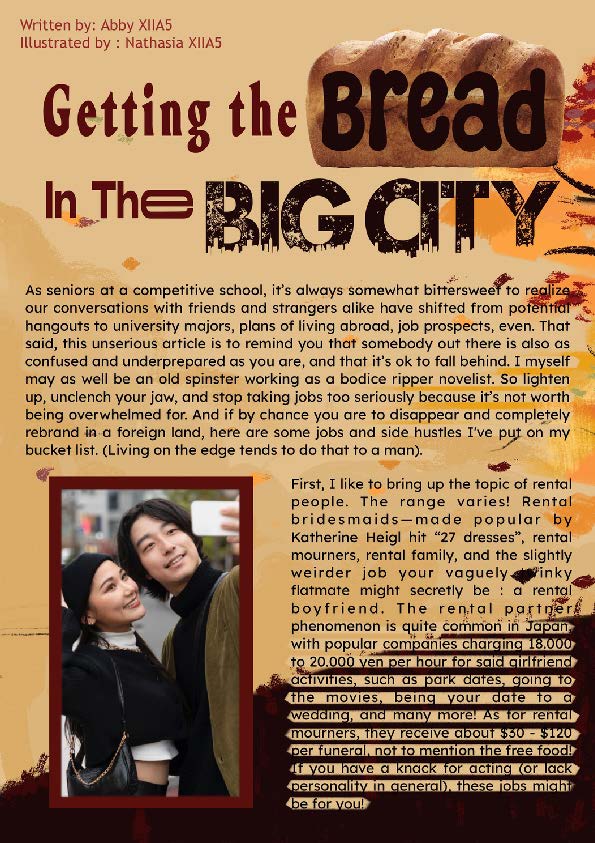 Written by: Abby XIIA5
Illustrated by : Nathasia XIIA5
Getting the Bread
In The BIG CITY
As seniors at a competitive school, it's always somewhat bittersweet to realize
our conversations with friends and strangers alike have shifted from potential
hangouts to university majors, plans of living abroad, job prospects, even. That
said, this unserious article is to remind you that somebody out there is also as
confused and underprepared as you are, and that it's ok to fall behind. I myself
may as well be an old spinster working as a bodice ripper novelist. So lighten
up, unclench your jaw, and stop taking jobs too seriously because it's not worth
being overwhelmed for. And if by chance you are to disappear and completely
rebrand in a foreign land, here are some jobs and side hustles I've put on my
bucket list. (Living on the edge tends to do that to a man).
First, I like to bring up the topic of rental
people. The range varies! Rental
bridesmaids—made popular by
Katherine Heigl hit "27 dresses", rental
mourners, rental family, and the slightly
weirder job your vaguely
flatmate might secretly be : a rental
boyfriend. The rental partner
phenomenon is quite common in Japan,
with popular companies charging 18.000
to 20.000 yen per hour for said girlfriend
activities, such as park dates, going to
the movies, being your date to a
wedding, and many more! As for rental
mourners, they receive about $30 - $120
per funeral, not to mention the free food!
If you have a knack for acting (or lack
personality in general), these jobs might
be for you!